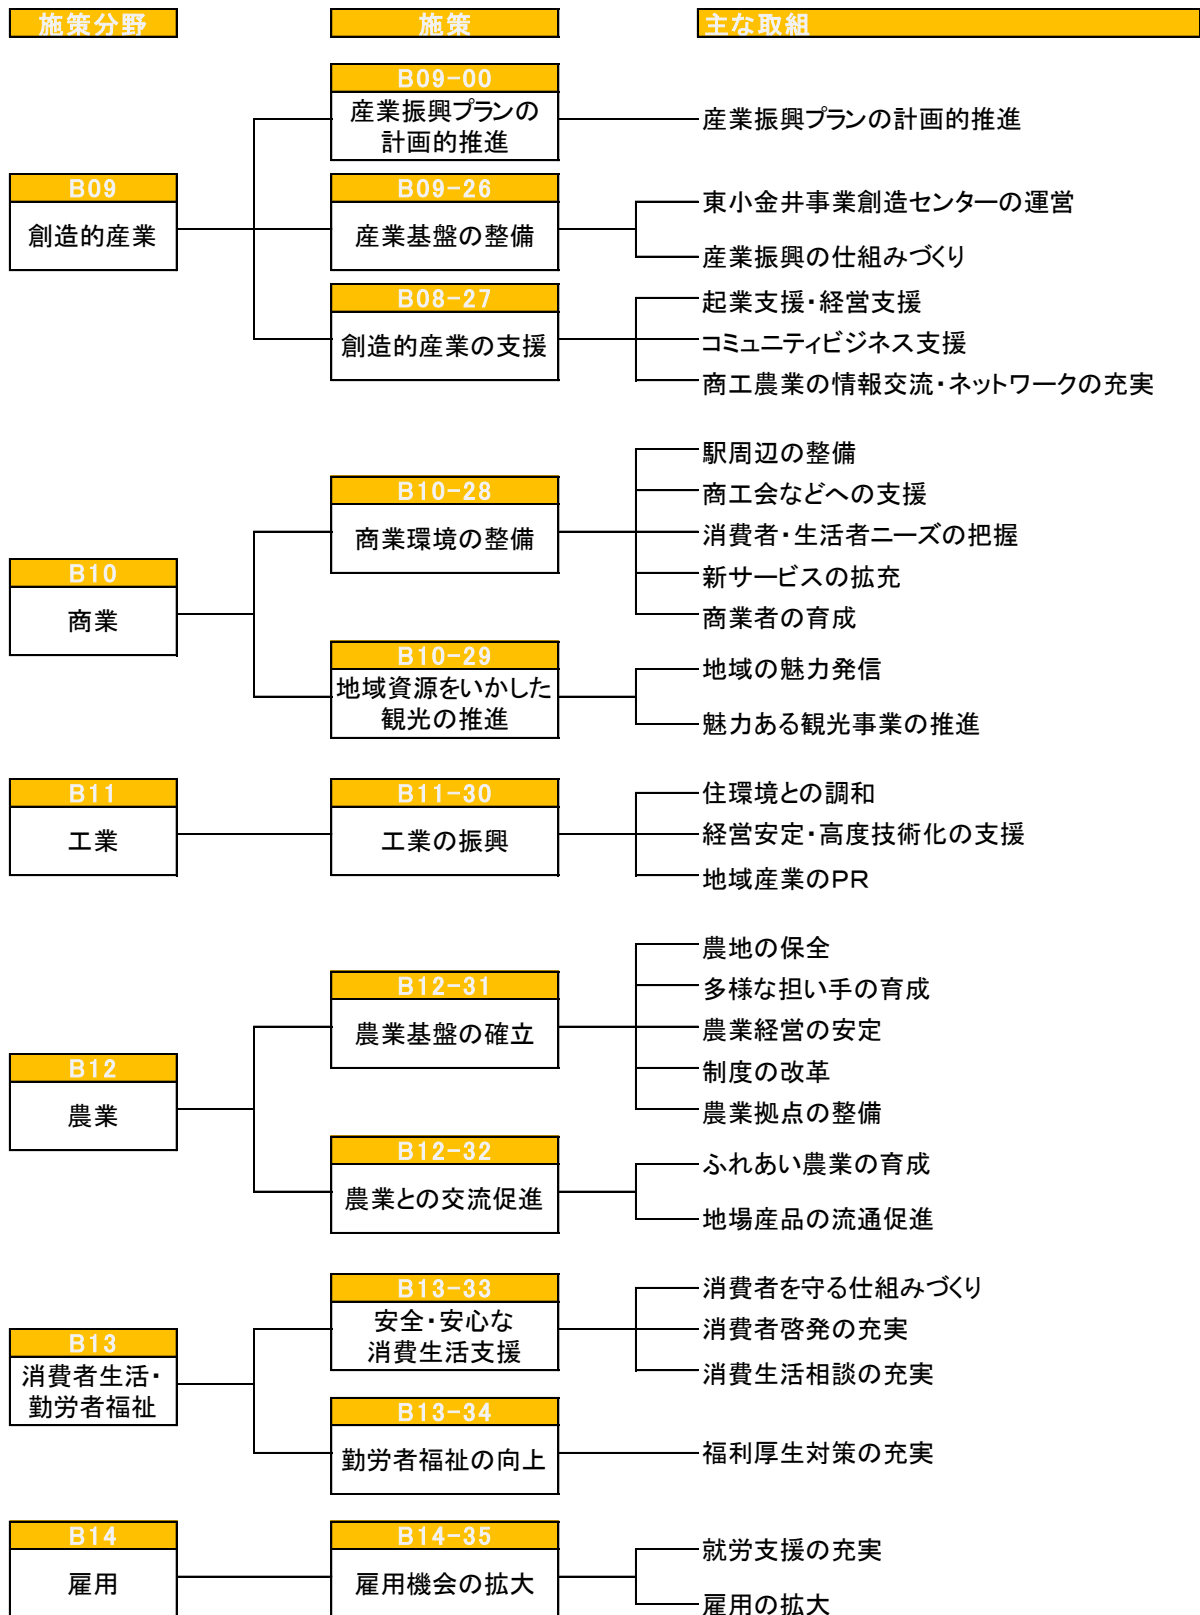 施策分野
施策
主な取組
B09-00
産業振興プランの
計画的推進
産業振興プランの計画的推進
B09
創造的産業
B09-26
産業基盤の整備
東小金井事業創造センターの運営
産業振興の仕組みづくり
B08-27
創造的産業の支援
起業支援・経営支援
コミュニティビジネス支援
商工農業の情報交流・ネットワークの充実
B10
商業
B10-28
商業環境の整備
駅周辺の整備
商工会などへの支援
消費者・生活者ニーズの把握
新サービスの拡充
商業者の育成
B10-29
地域資源をいかした
観光の推進
地域の魅力発信
魅力ある観光事業の推進
B11
工業
B11-30
工業の振興
住環境との調和
経営安定・高度技術化の支援
地域産業のPR
B12
農業
B12-31
農業基盤の確立
農地の保全
多様な担い手の育成
農業経営の安定
制度の改革
農業拠点の整備
B12-32
農業との交流促進
ふれあい農業の育成
地場産品の流通促進
B13
消費者生活・
勤労者福祉
B13-33
安全・安心な
消費生活支援
消費者を守る仕組みづくり
消費者啓発の充実
消費生活相談の充実
B13-34
勤労者福祉の向上
福利厚生対策の充実
B14
雇用
B14-35
雇用機会の拡大
就労支援の充実
雇用の拡大